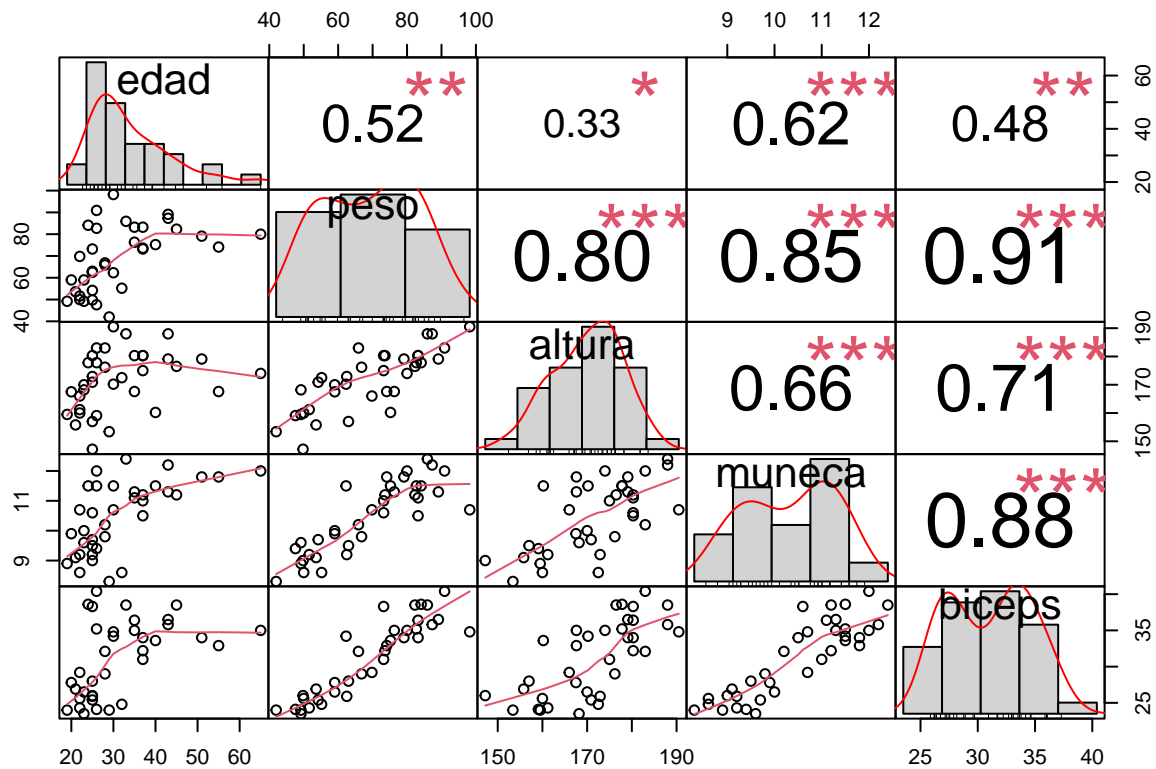 40 60 80 100 9 10 11 12
edad 0.52 ** 0.33 * 0.62 *** 0.48 ** 20 40 60
40 60 80 peso 0.80 *** 0.85 *** 0.91 ***
altura 0.66 *** 0.71 *** 150 170 190
9 11 muneca 0.88 ***
biceps 25 35
20 30 40 50 60 150 170 190 25 30 35 40